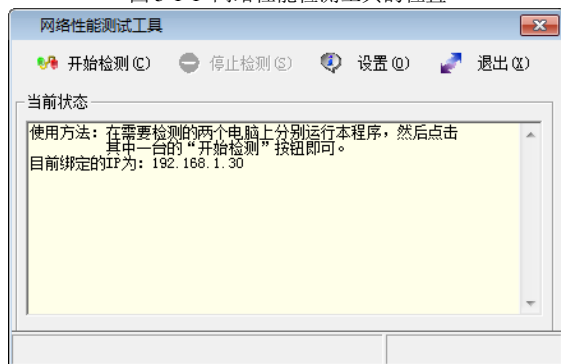 网络性能测试工具
开始检测(C) 停止检测(S) 设置(O) 退出(X)
当前状态
使用方法：在需要检测的两个电脑上分别运行本程序，然后点击
其中一台的“开始检测”按钮即可。
目前绑定的IP为：192.168.1.30